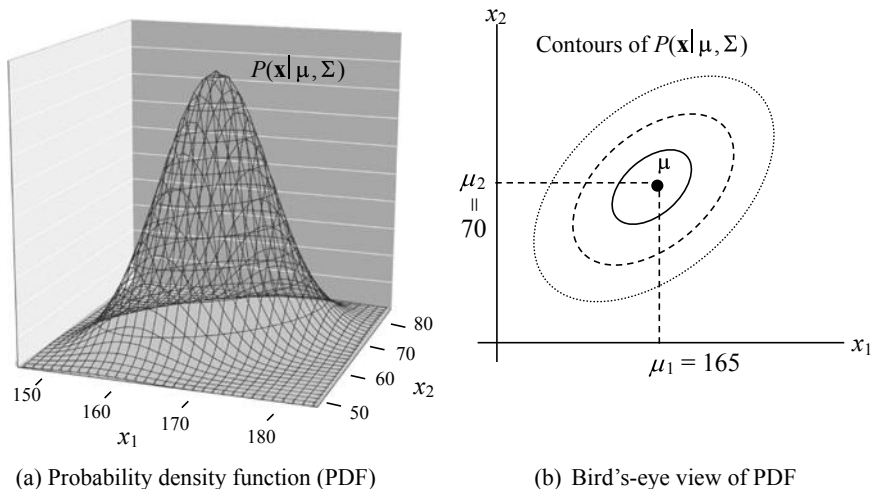 P(x|μ, Σ)
80
70
60
50
x₂
150
160
170
180
x₁
(a) Probability density function (PDF)
x₂
Contours of P(x|μ, Σ)
μ
μ₂
=
70
μ₁ = 165
x₁
(b) Bird's-eye view of PDF